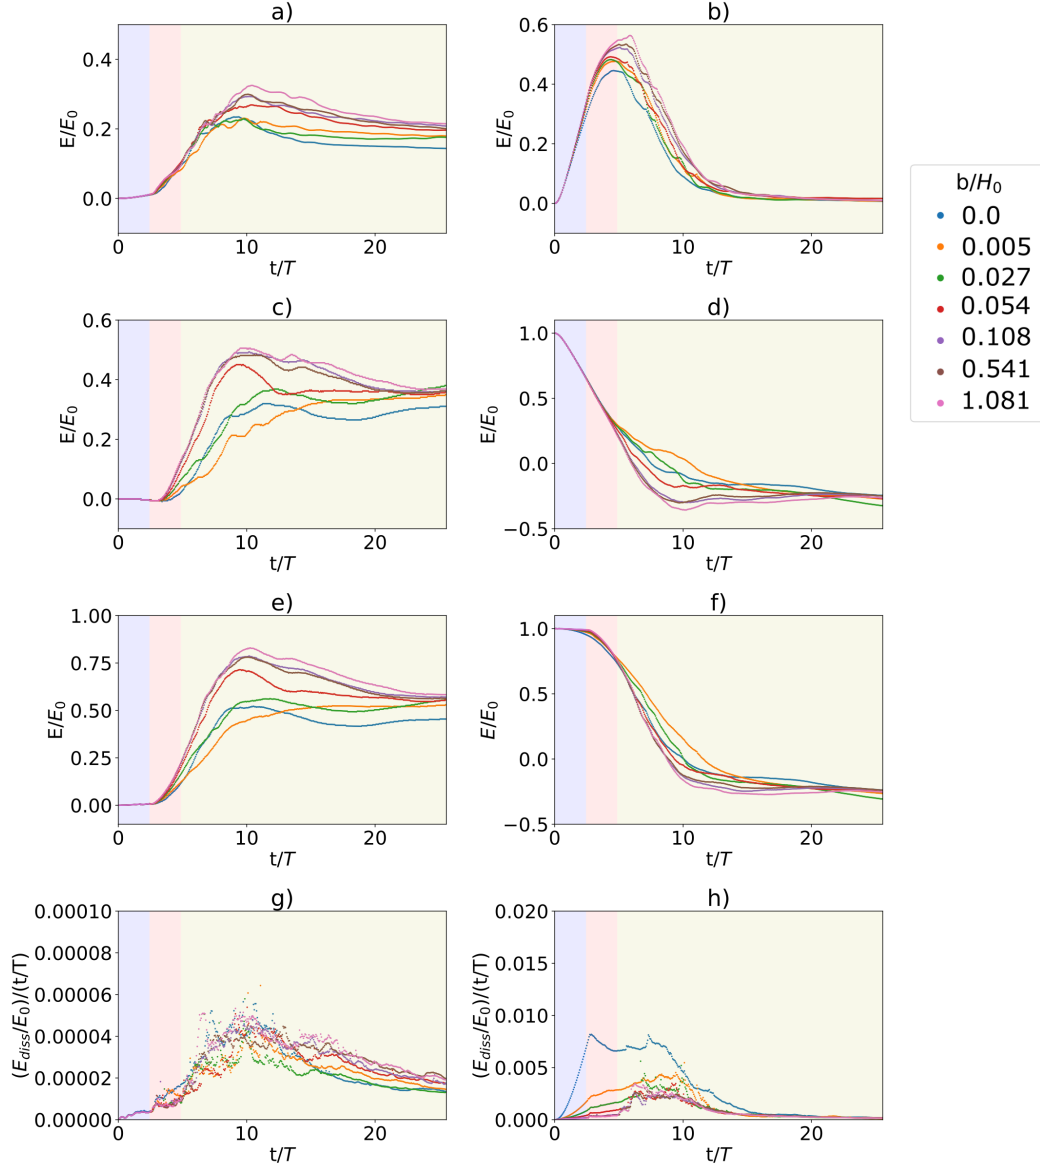 a)
E/E0
0.4
0.2
0.0
0 10 20
t/T
b)
E/E0
0.6
0.4
0.2
0.0
0 10 20
t/T
b/H0
0.0
0.005
0.027
0.054
0.108
0.541
1.081
c)
E/E0
0.6
0.4
0.2
0.0
0 10 20
t/T
d)
E/E0
1.0
0.5
0.0
−0.5
0 10 20
t/T
e)
E/E0
1.00
0.75
0.50
0.25
0.00
0 10 20
t/T
f)
E/E0
1.0
0.5
0.0
−0.5
0 10 20
t/T
g)
(Ediss/E0)/(t/T)
0.00010
0.00008
0.00006
0.00004
0.00002
0.00000
0 10 20
t/T
h)
(Ediss/E0)/(t/T)
0.020
0.015
0.010
0.005
0.000
0 10 20
t/T